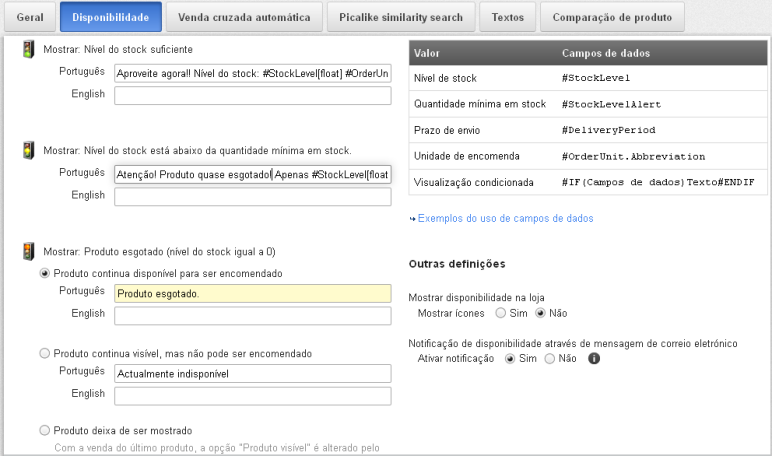 Geral Disponibilidade Venda cruzada automática Picalike similarity search Textos Comparação de produto
Mostrar: Nível do stock suficiente
Português Aproveite agora!! Nível do stock: #StockLevel[float] #OrderUn
English
Mostrar: Nível do stock está abaixo da quantidade mínima em stock.
Português Atenção! Produto quase esgotado! Apenas #StockLevel[float
English
Mostrar: Produto esgotado (nível do stock igual a 0)
Produto continua disponível para ser encomendado
Português Produto esgotado.
English
Produto continua visível, mas não pode ser encomendado
Português Actualmente indisponível
English
Produto deixa de ser mostrado
Com a venda do último produto, a opção "Produto visível" é alterado pelo
Valor Campos de dados
Nível de stock #StockLevel
Quantidade mínima em stock #StockLevelAlert
Prazo de envio #DeliveryPeriod
Unidade de encomenda #OrderUnit.Abbreviation
Visualização condicionada #IF(Campos de dados)Texto#ENDIF
Exemplos do uso de campos de dados
Outras definições
Mostrar disponibilidade na loja
Mostrar ícones Sim Não
Notificação de disponibilidade através de mensagem de correio eletrónico
Ativar notificação Sim Não i